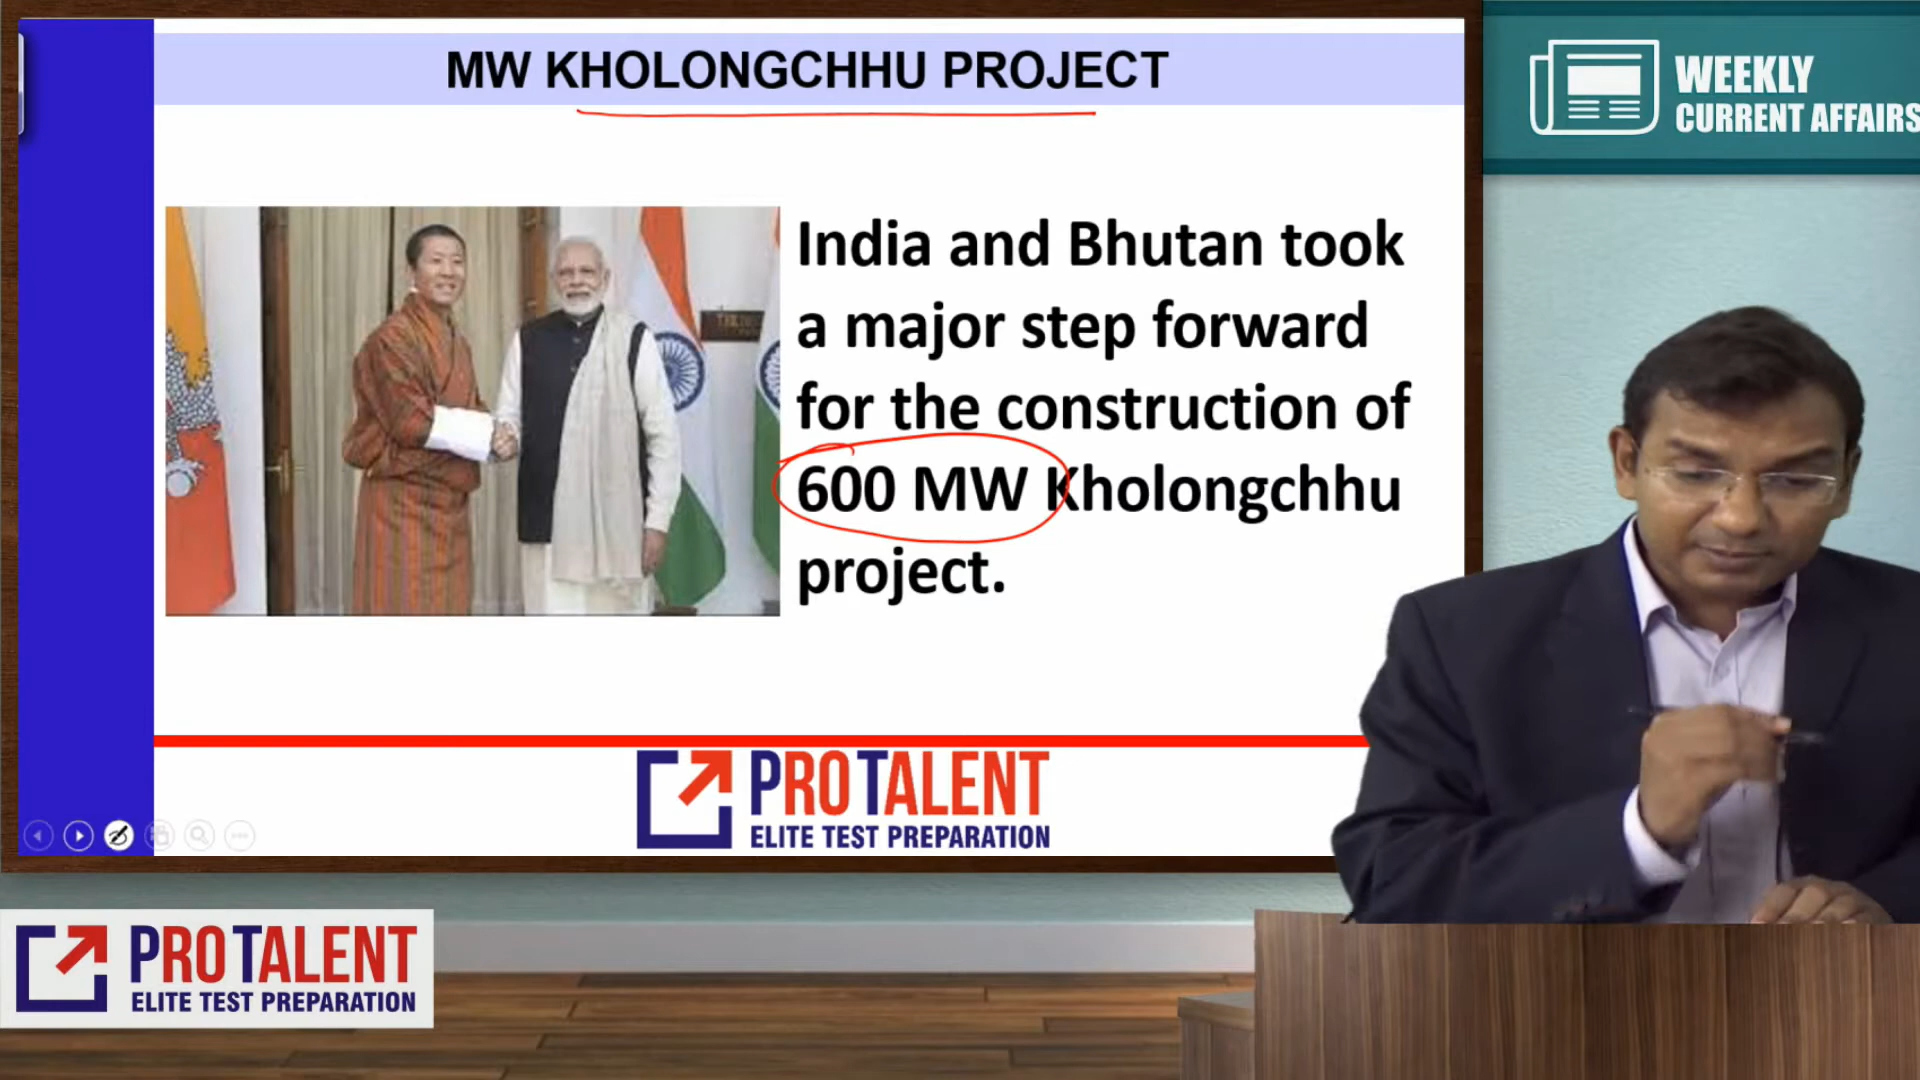 MW KHOLONGCHHU PROJECT
India and Bhutan took
a major step forward
for the construction of
600 MW Kholongchhu
project.
PROTALENT
ELITE TEST PREPARATION
WEEKLY
CURRENT AFFAIRS
PROTALENT
ELITE TEST PREPARATION